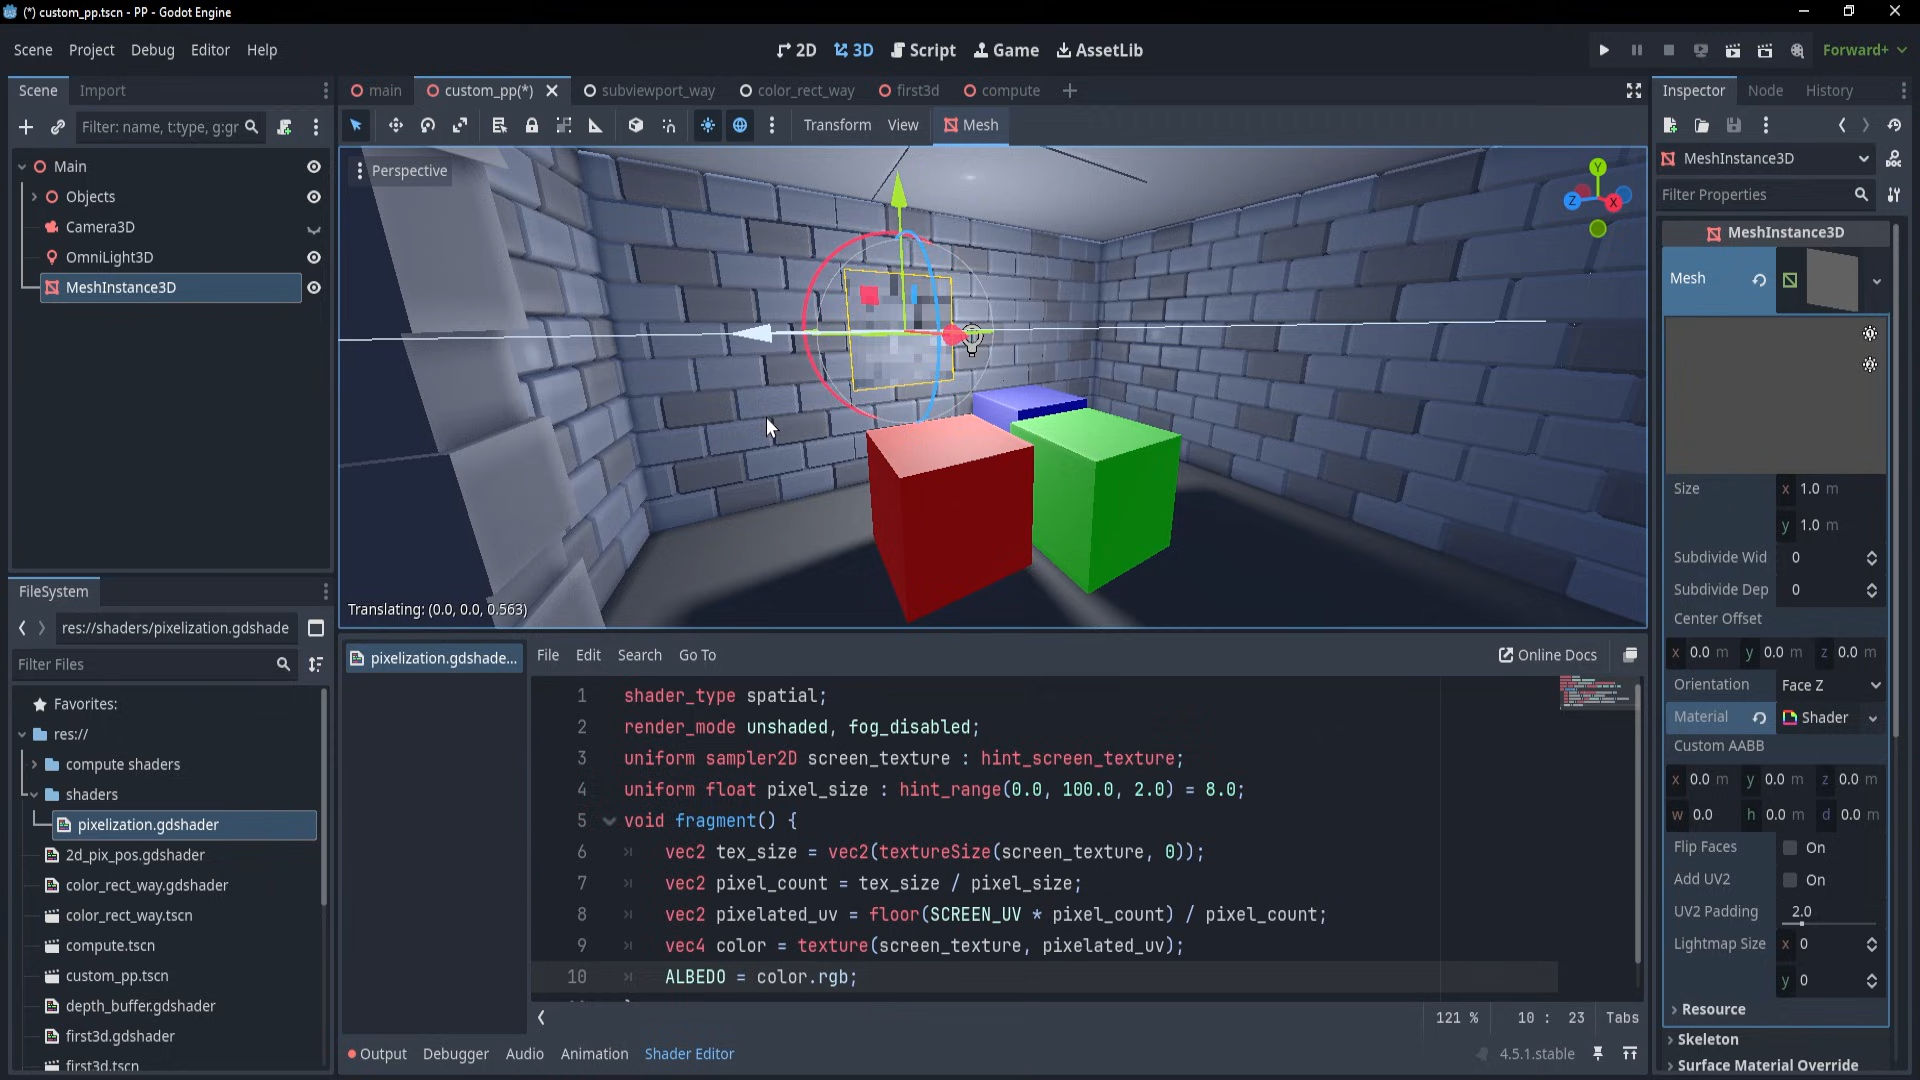 (*) custom_pp.tscn - PP - Godot Engine
Scene Project Debug Editor Help
2D 3D Script Game AssetLib
Forward+
Scene Import
Filter: name, t:type, g:gr
Main
Objects
Camera3D
OmniLight3D
MeshInstance3D
FileSystem
res://shaders/pixelization.gdshade
Filter Files
Favorites:
res://
compute shaders
shaders
pixelization.gdshader
2d_pix_pos.gdshader
color_rect_way.gdshader
color_rect_way.tscn
compute.tscn
custom_pp.tscn
depth_buffer.gdshader
first3d.gdshader
first3d.tscn
main custom_pp(*) subviewport_way color_rect_way first3d compute
Transform View Mesh
Perspective
Y
Z X
Translating: (0.0, 0.0, 0.563)
pixelization.gdshade...
File Edit Search Go To
Online Docs
1 shader_type spatial;
2 render_mode unshaded, fog_disabled;
3 uniform sampler2D screen_texture : hint_screen_texture;
4 uniform float pixel_size : hint_range(0.0, 100.0, 2.0) = 8.0;
5 void fragment() {
6 vec2 tex_size = vec2(textureSize(screen_texture, 0));
7 vec2 pixel_count = tex_size / pixel_size;
8 vec2 pixelated_uv = floor(SCREEN_UV * pixel_count) / pixel_count;
9 vec4 color = texture(screen_texture, pixelated_uv);
10 ALBEDO = color.rgb;
121 % 10 : 23 Tabs
Output Debugger Audio Animation Shader Editor
4.5.1.stable
Inspector Node History
MeshInstance3D
Filter Properties
MeshInstance3D
Mesh
Size x 1.0 m
y 1.0 m
Subdivide Wid 0
Subdivide Dep 0
Center Offset
x 0.0 m y 0.0 m z 0.0 m
Orientation Face Z
Material Shader
Custom AABB
x 0.0 m y 0.0 m z 0.0 m
w 0.0 h 0.0 m d 0.0 m
Flip Faces On
Add UV2 On
UV2 Padding 2.0
Lightmap Size x 0
y 0
Resource
Skeleton
Surface Material Override